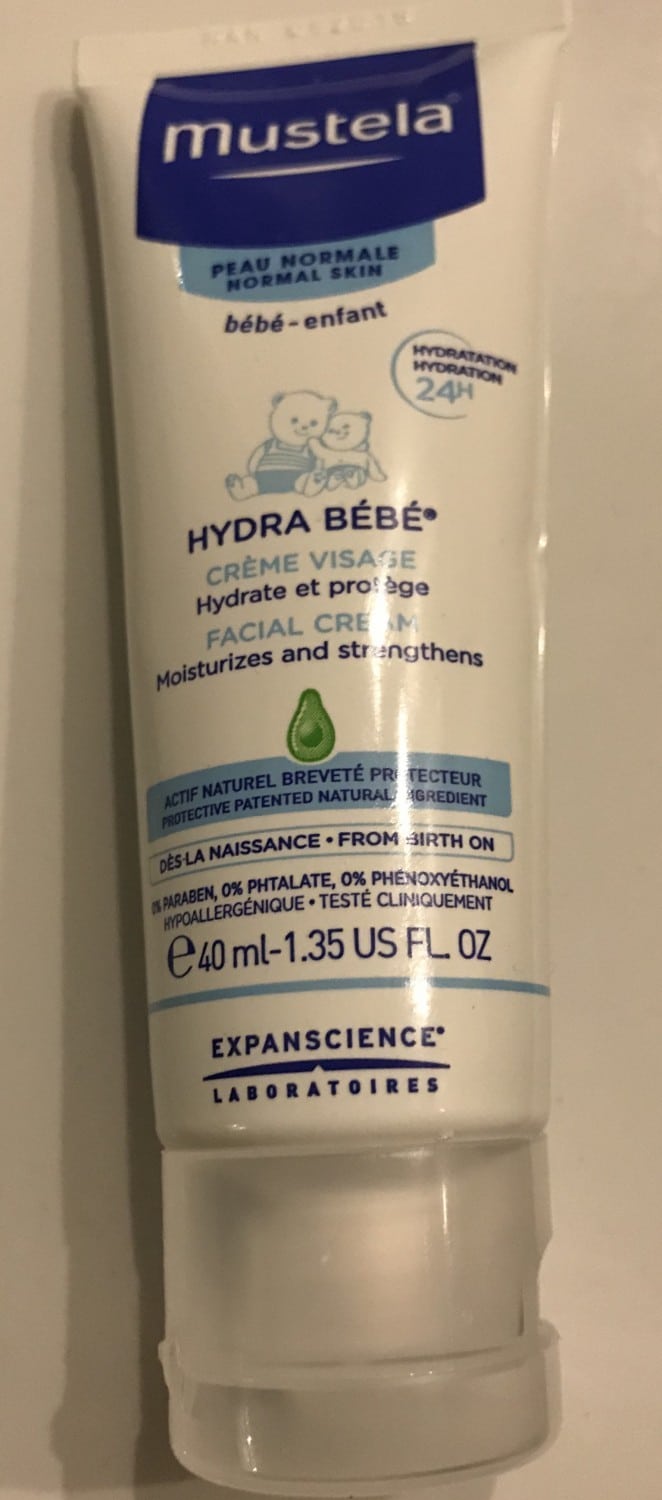 mustela
PEAU NORMALE
NORMAL SKIN
bébé-enfant
HYDRATATION
HYDRATION
24H
HYDRA BÉBÉ®
CRÈME VISAGE
Hydrate et protège
FACIAL CREAM
Moisturizes and strengthens
ACTIF NATUREL BREVETÉ PROTECTEUR
PROTECTIVE PATENTED NATURAL INGREDIENT
DÈS LA NAISSANCE • FROM BIRTH ON
0% PARABEN, 0% PHTALATE, 0% PHÉNOXYÉTHANOL
HYPOALLERGÉNIQUE • TESTÉ CLINIQUEMENT
℮ 40 ml-1.35 US FL. OZ
EXPANSCIENCE®
LABORATOIRES